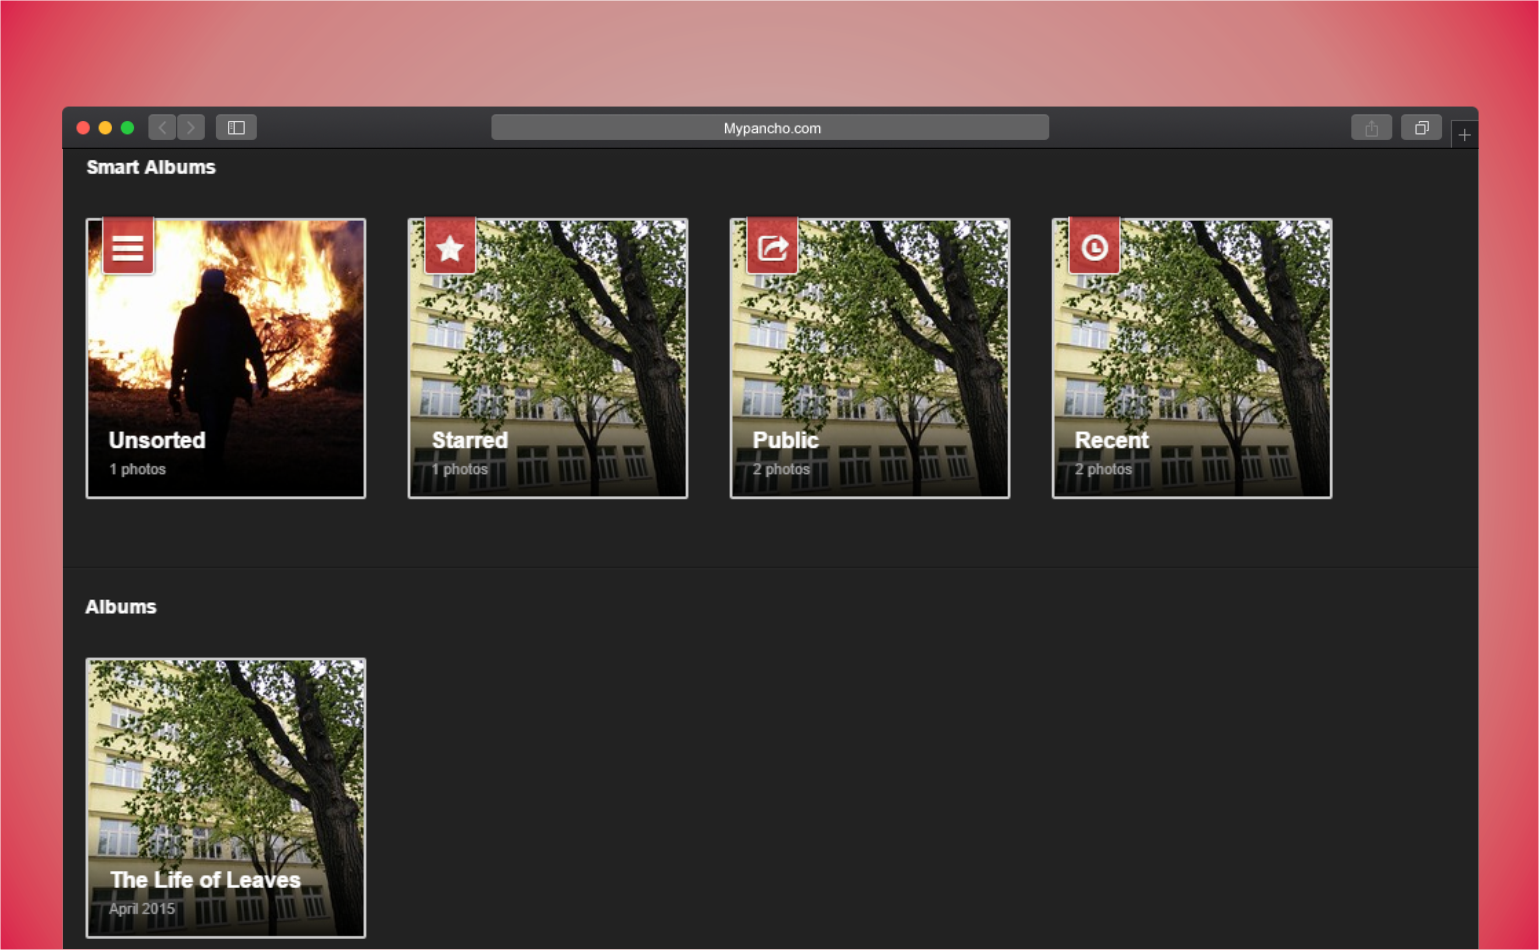 Mypancho.com
Smart Albums
Unsorted
1 photos
Starred
1 photos
Public
2 photos
Recent
2 photos
Albums
The Life of Leaves
April 2015